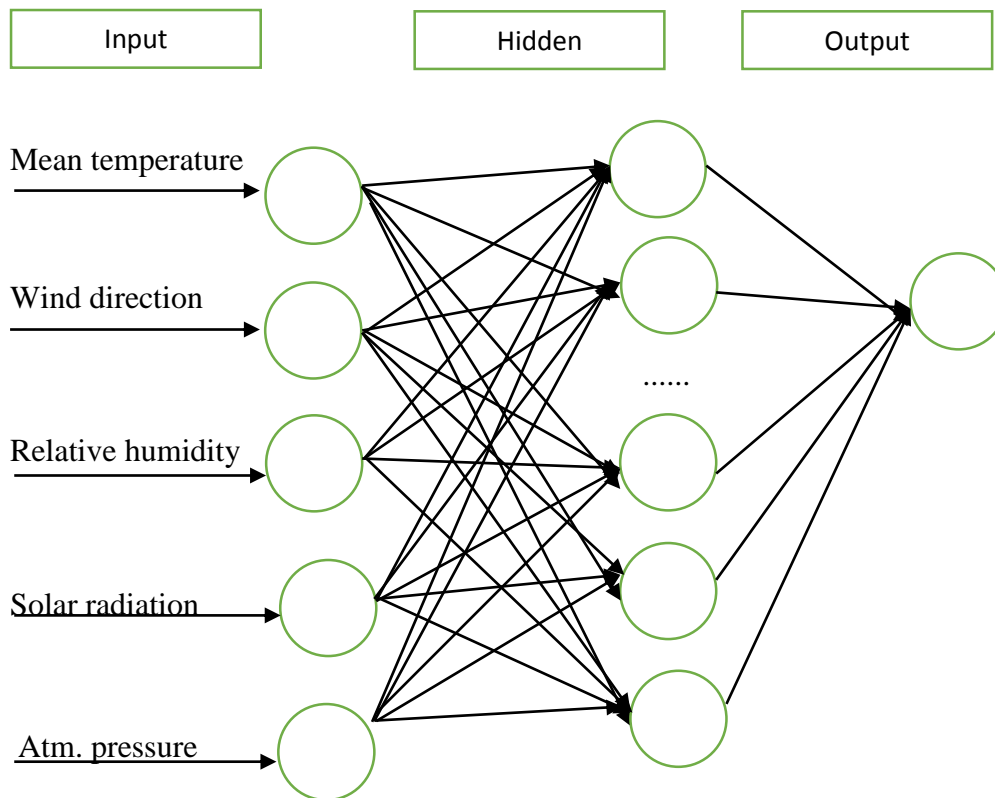 Input
Hidden
Output
Mean temperature
Wind direction
......
Relative humidity
Solar radiation
Atm. pressure